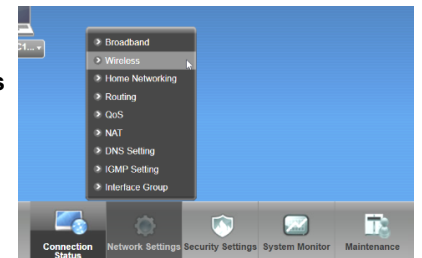 Broadband
Wireless
Home Networking
Routing
QoS
NAT
DNS Setting
IGMP Setting
Interface Group
Connection Status
Network Settings
Security Settings
System Monitor
Maintenance